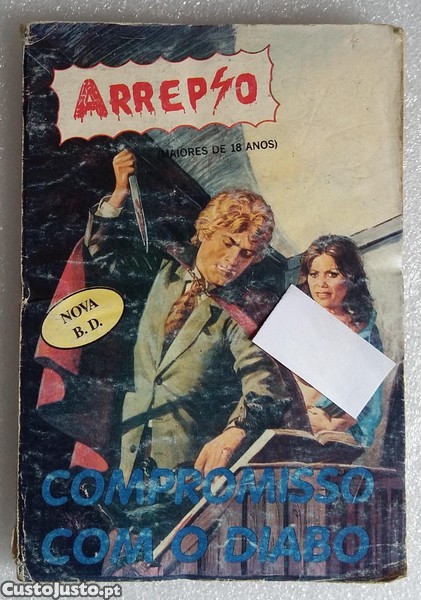 ARREPIO
(MAIORES DE 18 ANOS)
NOVA
B. D.
COMPROMISSO
COM O DIABO
CustoJusto.pt